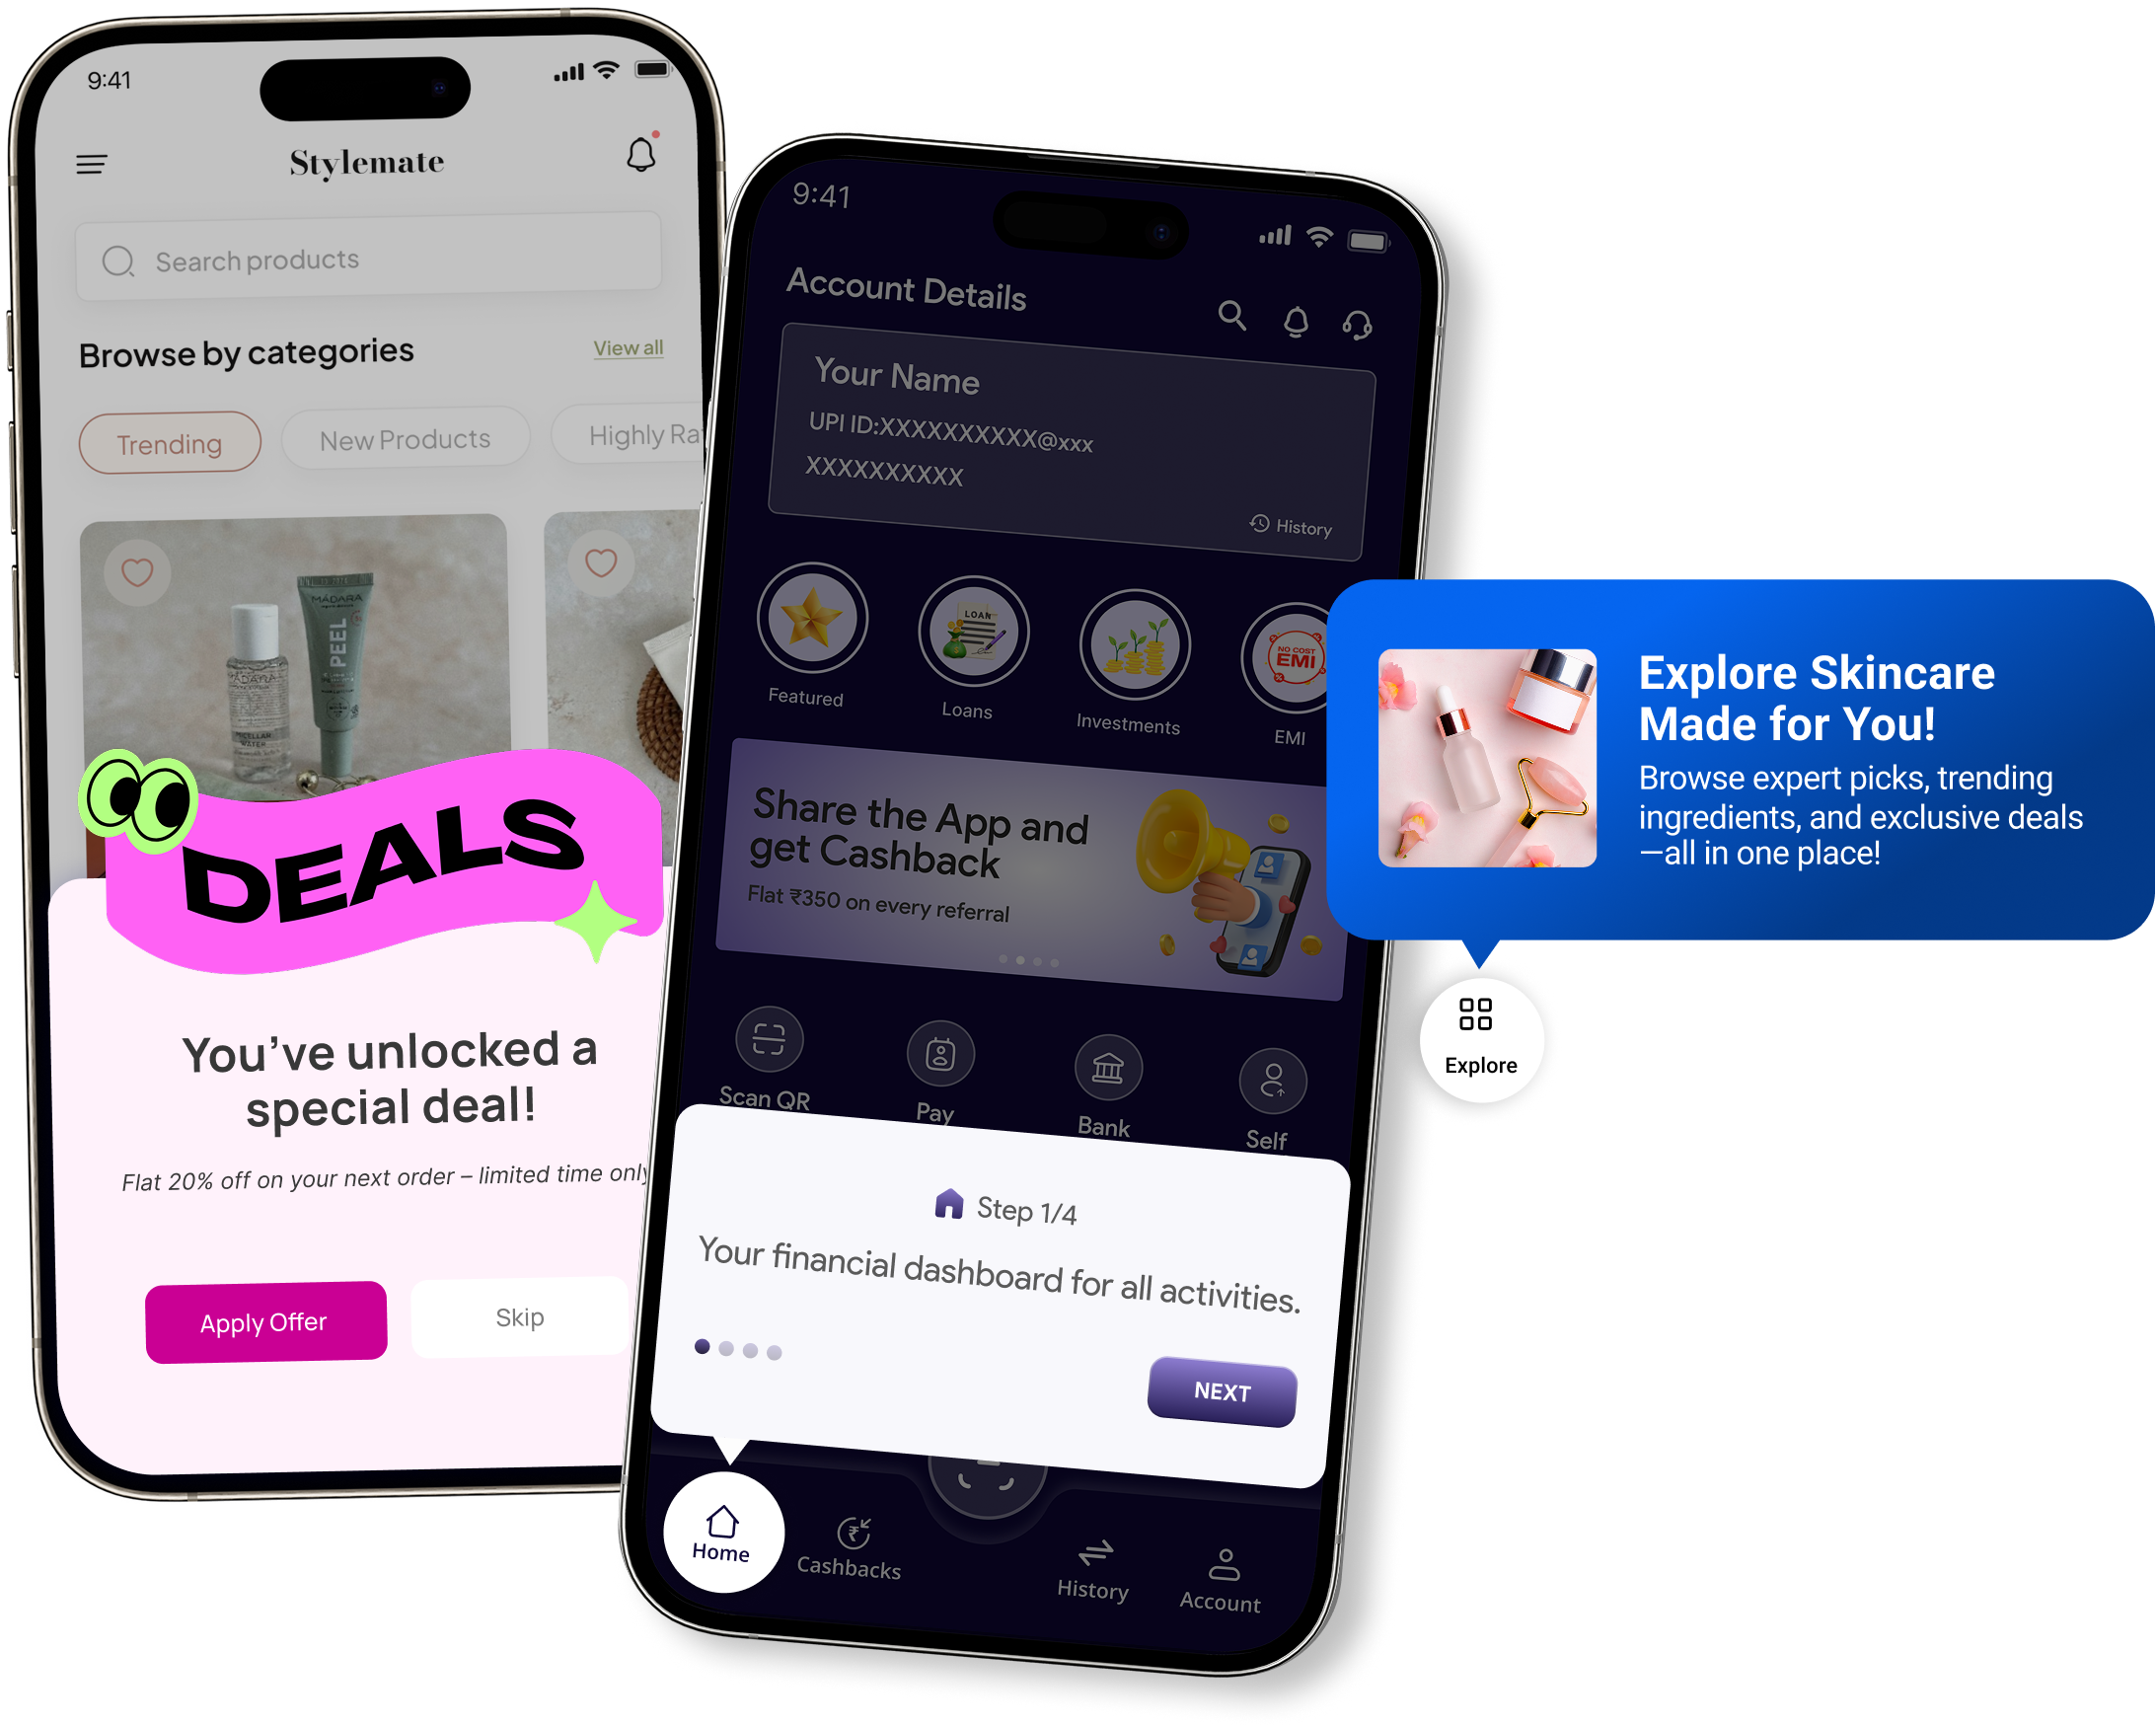 9:41
Stylemate
Search products
Browse by categories
View all
Trending
New Products
Highly Ra
MÁDARA
PEEL
MÁDARA
MICELLAR
WATER
DEALS
You’ve unlocked a
special deal!
Flat 20% off on your next order – limited time only
Apply Offer
Skip
9:41
Account Details
Your Name
UPI ID:XXXXXXXXXX@xxx
XXXXXXXXXX
History
LOAN
NO COST
EMI
Featured
Loans
Investments
EMI
Share the App and
get Cashback
Flat ₹350 on every referral
Scan QR
Pay
Bank
Self
Step 1/4
Your financial dashboard for all activities.
NEXT
Home
Cashbacks
History
Account
Explore Skincare
Made for You!
Browse expert picks, trending
ingredients, and exclusive deals
—all in one place!
Explore